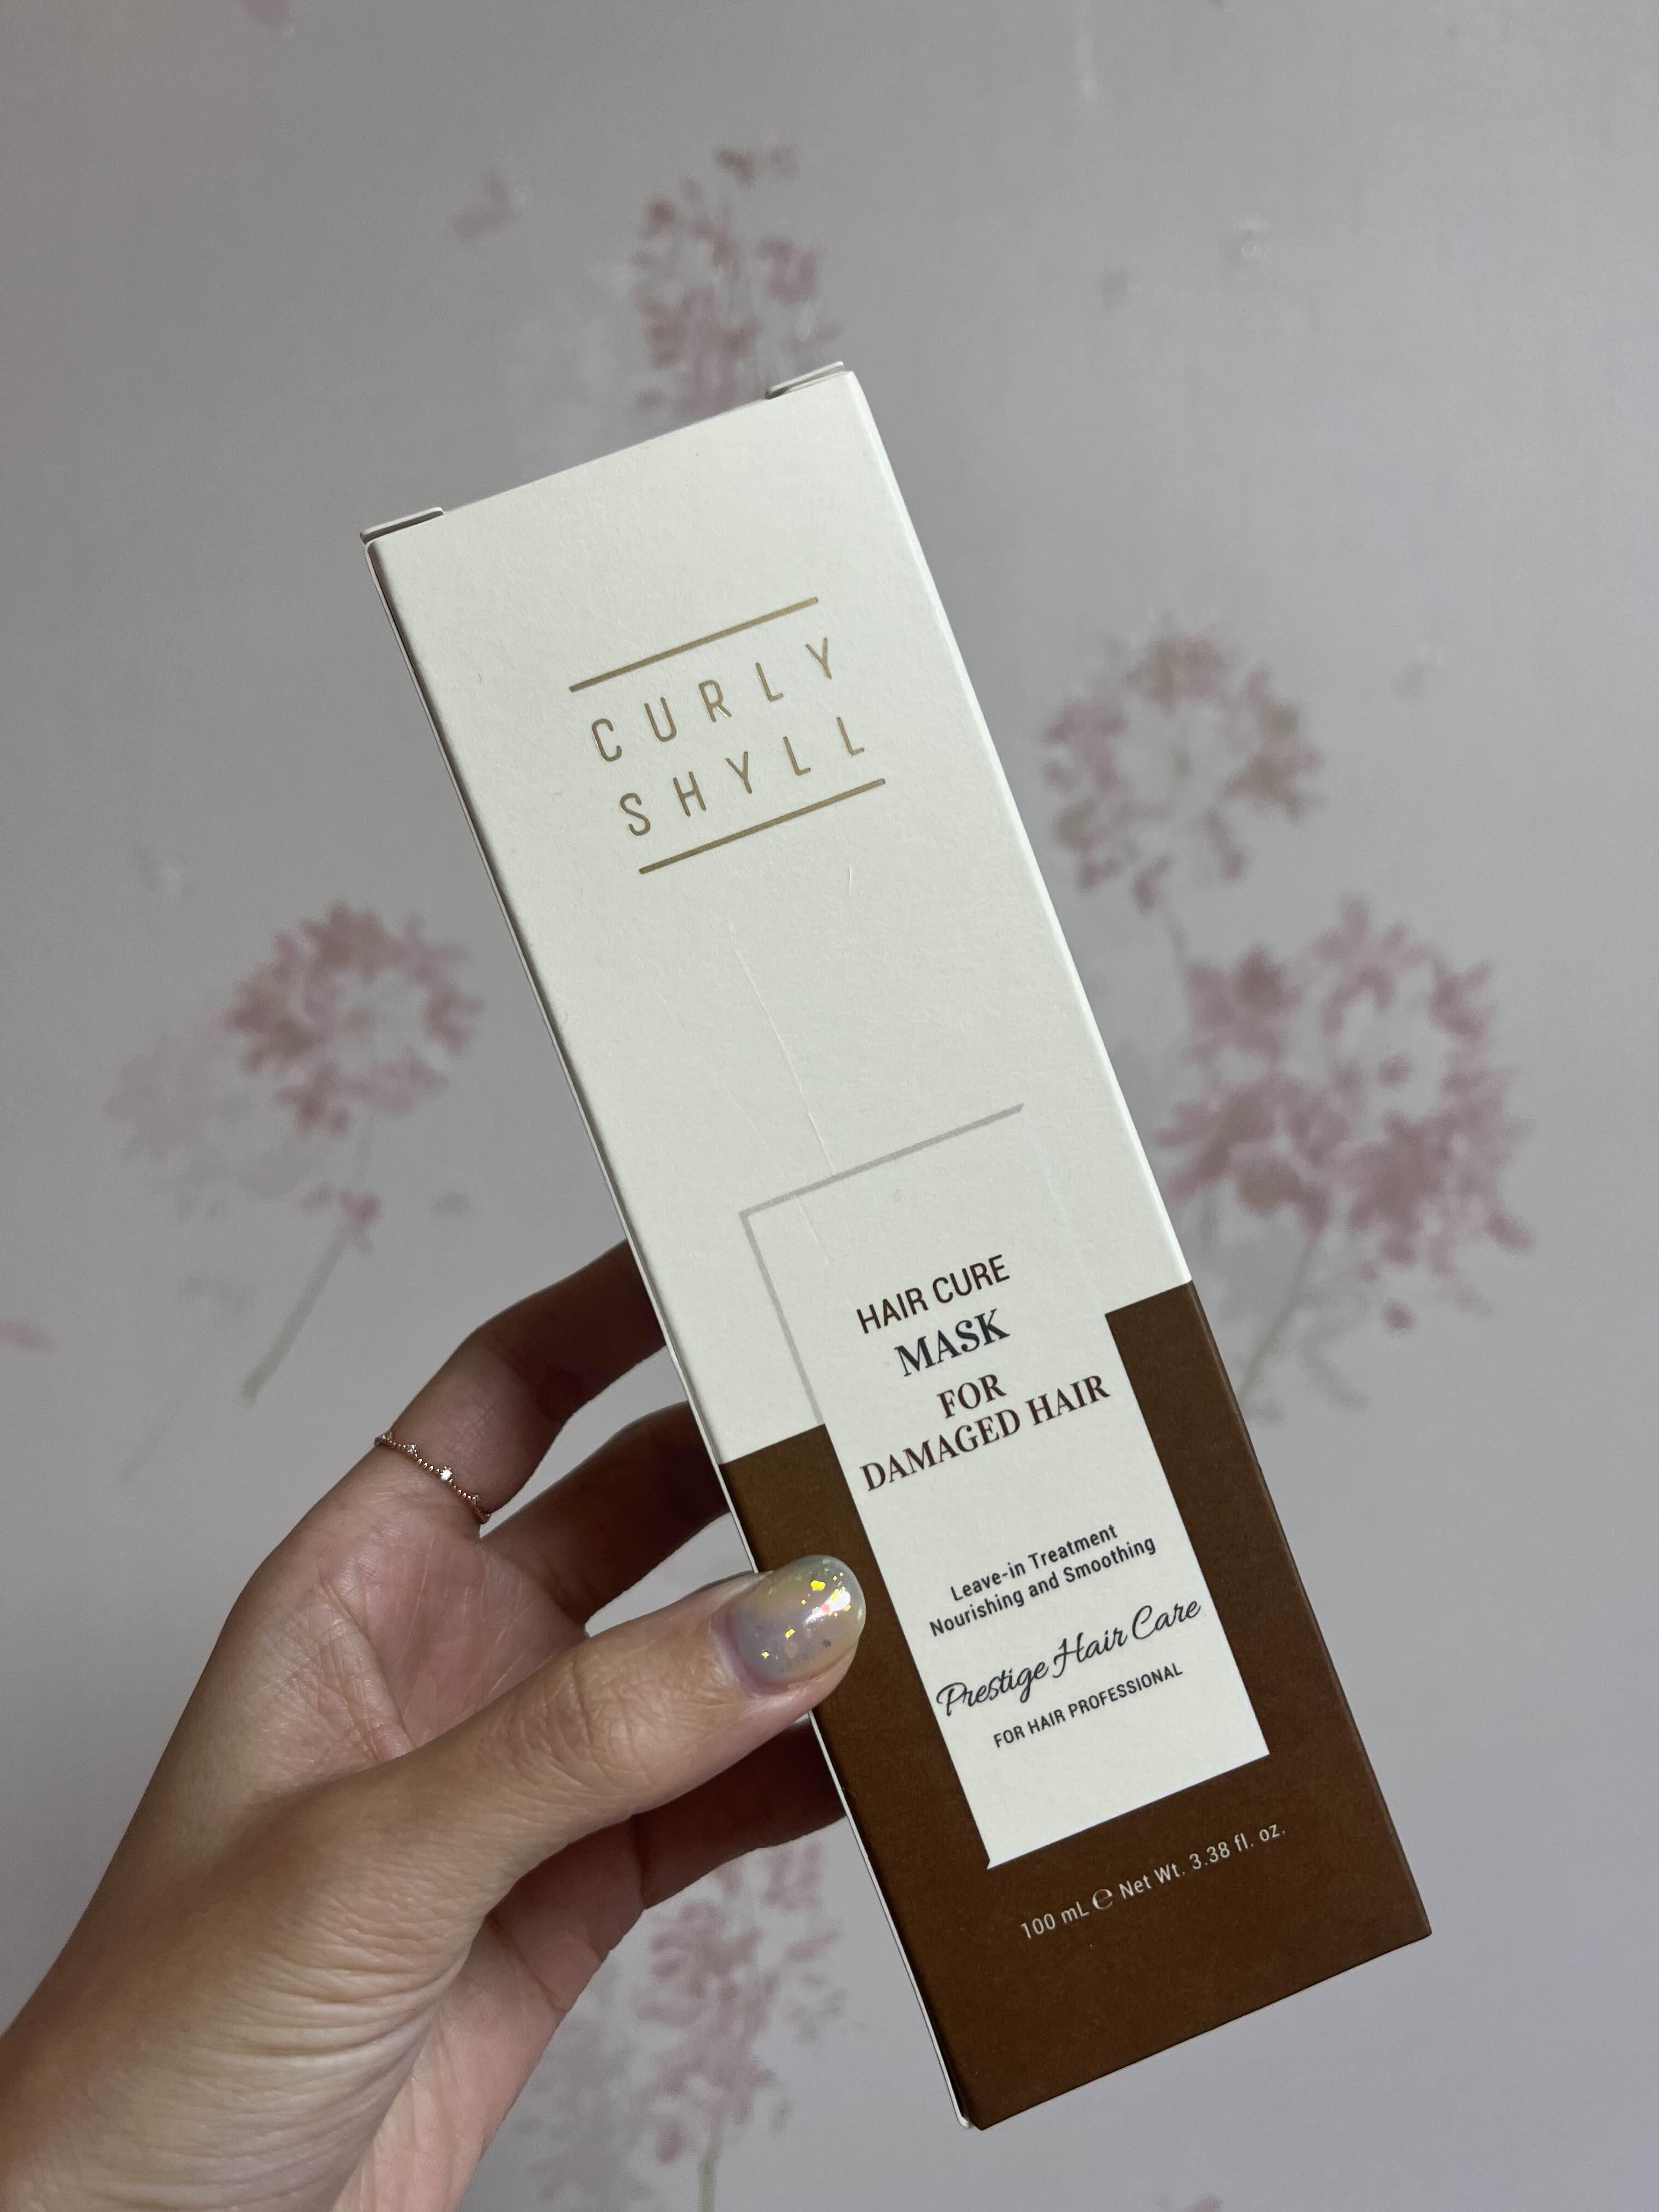 CURLY
SHYLL
HAIR CURE
MASK
FOR
DAMAGED HAIR
Leave-in Treatment
Nourishing and Smoothing
Prestige Hair Care
FOR HAIR PROFESSIONAL
100 mL ℮ Net Wt. 3.38 fl. oz.